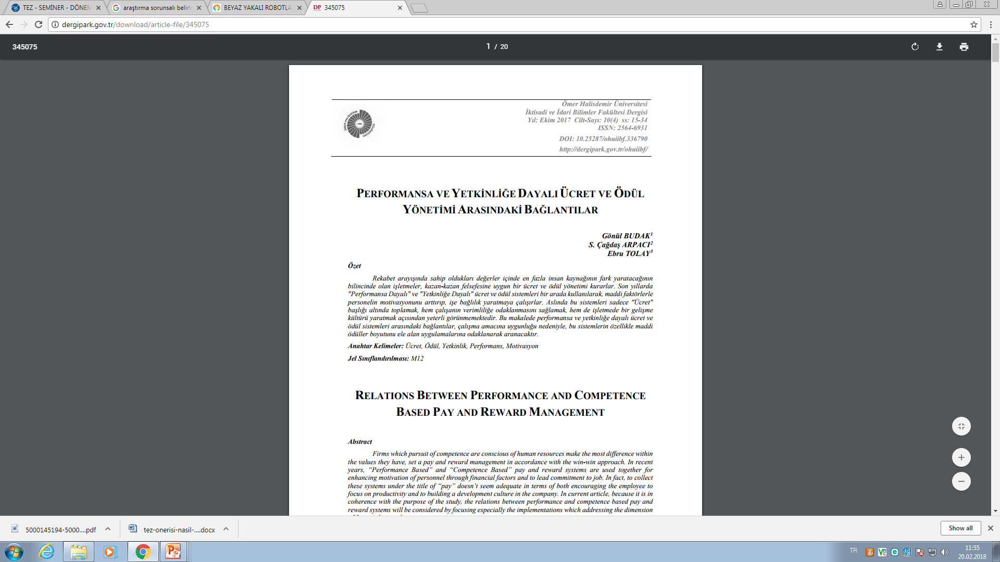 TEZ - SEMİNER - DÖNEM
araştırma sorunsalı belirle
BEYAZ YAKALI ROBOTLA
DP 345075
dergipark.gov.tr/download/article-file/345075
345075
1 / 20
Ömer Halisdemir Üniversitesi
İktisadi ve İdari Bilimler Fakültesi Dergisi
Yıl: Ekim 2017 Cilt-Sayı: 10(4) ss: 15-34
ISSN: 2564-6931
DOI: 10.25287/ohuiibf.336790
http://dergipark.gov.tr/ohuiibf/
ÖMER HALİSDEMİR
1992
ÜNİVERSİTESİ
PERFORMANSA VE YETKİNLİĞE DAYALI ÜCRET VE ÖDÜL
YÖNETİMİ ARASINDAKİ BAĞLANTILAR
Gönül BUDAK¹
S. Çağdaş ARPACI²
Ebru TOLAY³
Özet
Rekabet arayışında sahip oldukları değerler içinde en fazla insan kaynağının fark yaratacağının
bilincinde olan işletmeler, kazan-kazan felsefesine uygun bir ücret ve ödül yönetimi kurarlar. Son yıllarda
"Performansa Dayalı" ve "Yetkinliğe Dayalı" ücret ve ödül sistemleri bir arada kullanılarak, maddi faktörlerle
personelin motivasyonunu arttırıp, işe bağlılık yaratmaya çalışırlar. Aslında bu sistemleri sadece "Ücret"
başlığı altında toplamak, hem çalışanın verimliliğe odaklanmasını sağlamak, hem de işletmede bir gelişme
kültürü yaratmak açısından yeterli görünmemektedir. Bu makalede performansa ve yetkinliğe dayalı ücret ve
ödül sistemleri arasındaki bağlantılar, çalışma amacına uygunluğu nedeniyle, bu sistemlerin özellikle maddi
ödüller boyutunu ele alan uygulamalarına odaklanarak aranacaktır.
Anahtar Kelimeler: Ücret, Ödül, Yetkinlik, Performans, Motivasyon
Jel Sınıflandırılması: M12
RELATIONS BETWEEN PERFORMANCE AND COMPETENCE
BASED PAY AND REWARD MANAGEMENT
Abstract
Firms which pursuit of competence are conscious of human resources make the most difference within
the values they have, set a pay and reward management in accordance with the win-win approach. In recent
years, “Performance Based” and “Competence Based” pay and reward systems are used together for
enhancing motivation of personnel through financial factors and to lead commitment to job. In fact, to collect
these systems under the title of “pay” doesn’t seem adequate in terms of both encouraging the employee to
focus on productivity and to building a development culture in the company. In current article, because it is in
coherence with the purpose of the study, the relations between performance and competence based pay and
reward systems will be considered by focusing especially the implementations which addressing the dimension
5000145194-5000....pdf
tez-onerisi-nasil-....docx
Show all
TR
11:55
20.02.2018